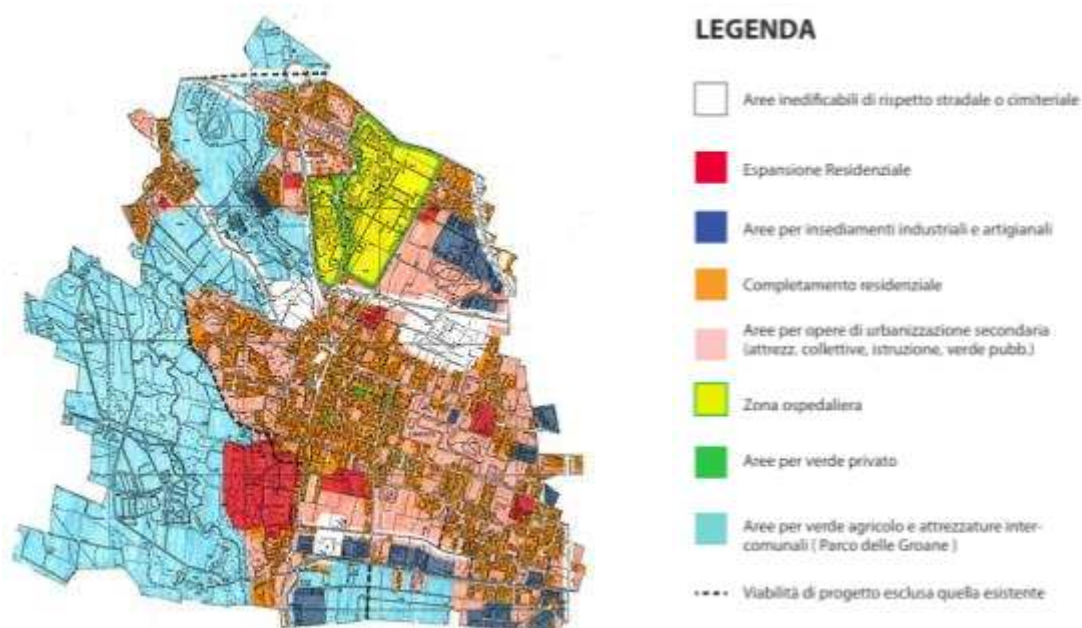 LEGENDA
Aree inedificabili di rispetto stradale o cimiteriale
Espansione Residenziale
Aree per insediamenti industriali e artigianali
Completamento residenziale
Aree per opere di urbanizzazione secondaria
(attrezz. collettive, istruzione, verde pubb.)
Zona ospedaliera
Aree per verde privato
Aree per verde agricolo e attrezzature inter-
comunali ( Parco delle Groane )
Viabilità di progetto esclusa quella esistente